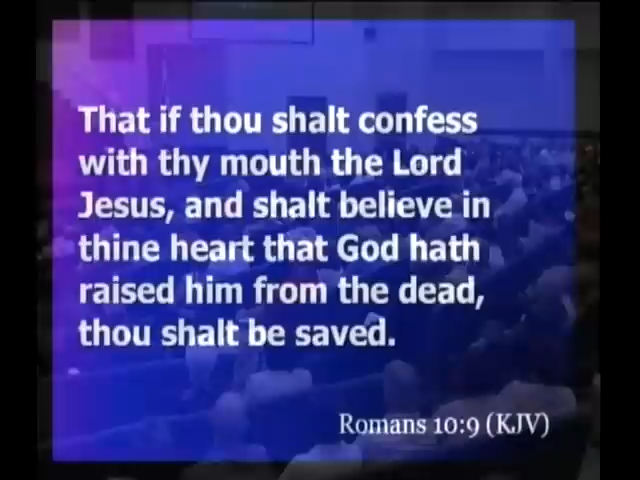 That if thou shalt confess
with thy mouth the Lord
Jesus, and shalt believe in
thine heart that God hath
raised him from the dead,
thou shalt be saved.
Romans 10:9 (KJV)